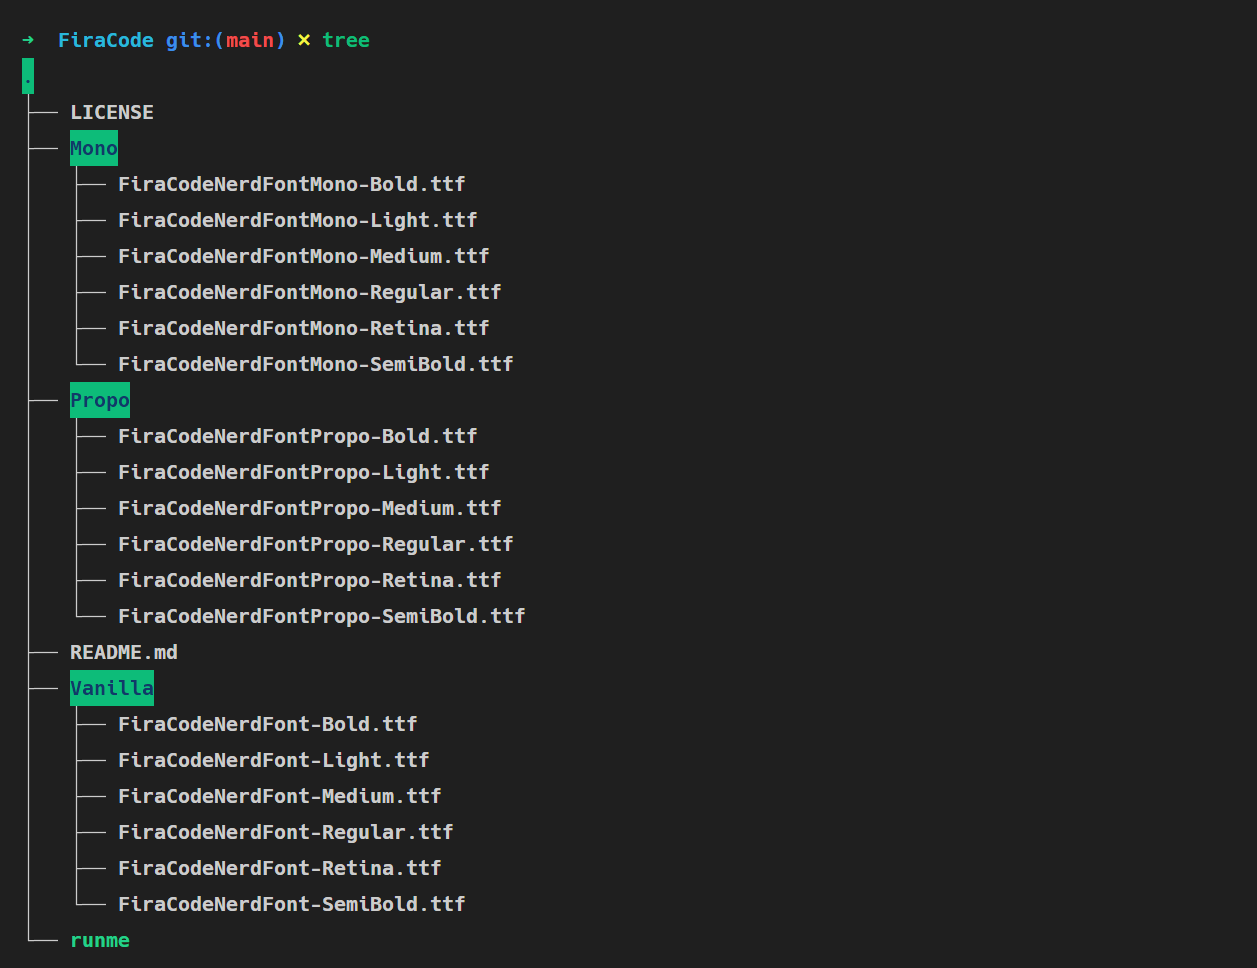 ➜  FiraCode git:(main) ✗ tree
.
├── LICENSE
├── Mono
│   ├── FiraCodeNerdFontMono-Bold.ttf
│   ├── FiraCodeNerdFontMono-Light.ttf
│   ├── FiraCodeNerdFontMono-Medium.ttf
│   ├── FiraCodeNerdFontMono-Regular.ttf
│   ├── FiraCodeNerdFontMono-Retina.ttf
│   └── FiraCodeNerdFontMono-SemiBold.ttf
├── Propo
│   ├── FiraCodeNerdFontPropo-Bold.ttf
│   ├── FiraCodeNerdFontPropo-Light.ttf
│   ├── FiraCodeNerdFontPropo-Medium.ttf
│   ├── FiraCodeNerdFontPropo-Regular.ttf
│   ├── FiraCodeNerdFontPropo-Retina.ttf
│   └── FiraCodeNerdFontPropo-SemiBold.ttf
├── README.md
├── Vanilla
│   ├── FiraCodeNerdFont-Bold.ttf
│   ├── FiraCodeNerdFont-Light.ttf
│   ├── FiraCodeNerdFont-Medium.ttf
│   ├── FiraCodeNerdFont-Regular.ttf
│   ├── FiraCodeNerdFont-Retina.ttf
│   └── FiraCodeNerdFont-SemiBold.ttf
└── runme